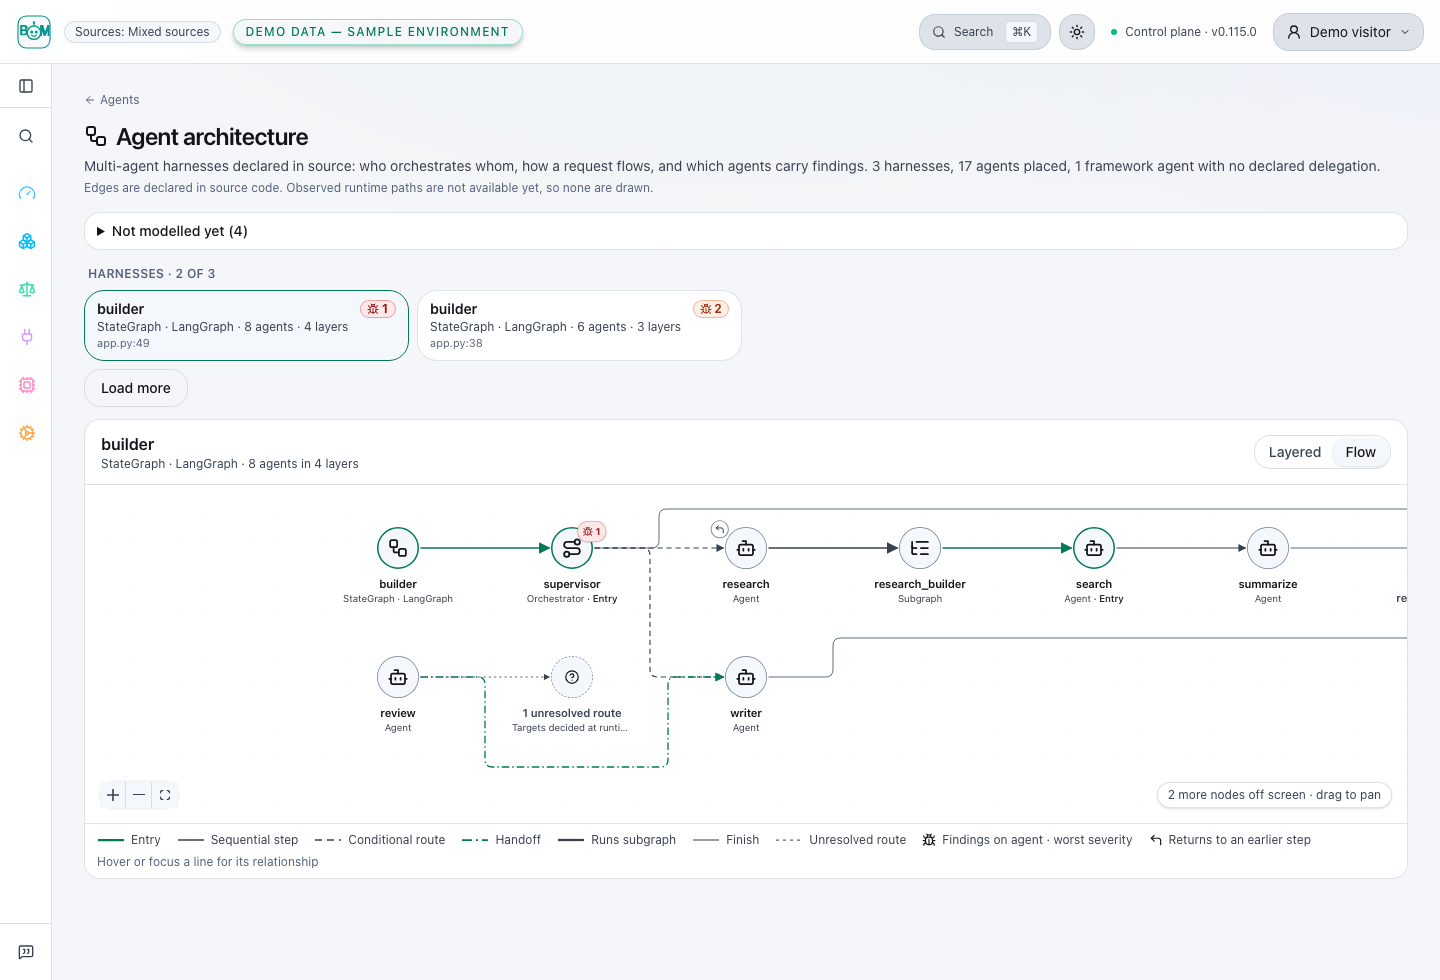 BOM
Sources: Mixed sources
DEMO DATA — SAMPLE ENVIRONMENT
Search ⌘K
Control plane · v0.115.0
Demo visitor
Agents
Agent architecture
Multi-agent harnesses declared in source: who orchestrates whom, how a request flows, and which agents carry findings. 3 harnesses, 17 agents placed, 1 framework agent with no declared delegation.
Edges are declared in source code. Observed runtime paths are not available yet, so none are drawn.
Not modelled yet (4)
HARNESSES · 2 OF 3
builder
1
StateGraph · LangGraph · 8 agents · 4 layers
app.py:49
builder
2
StateGraph · LangGraph · 6 agents · 3 layers
app.py:38
Load more
builder
StateGraph · LangGraph · 8 agents in 4 layers
Layered
Flow
1
builder
StateGraph · LangGraph
supervisor
Orchestrator · Entry
research
Agent
research_builder
Subgraph
search
Agent · Entry
summarize
Agent
re
review
Agent
1 unresolved route
Targets decided at runti...
writer
Agent
2 more nodes off screen · drag to pan
Entry
Sequential step
Conditional route
Handoff
Runs subgraph
Finish
Unresolved route
Findings on agent · worst severity
Returns to an earlier step
Hover or focus a line for its relationship